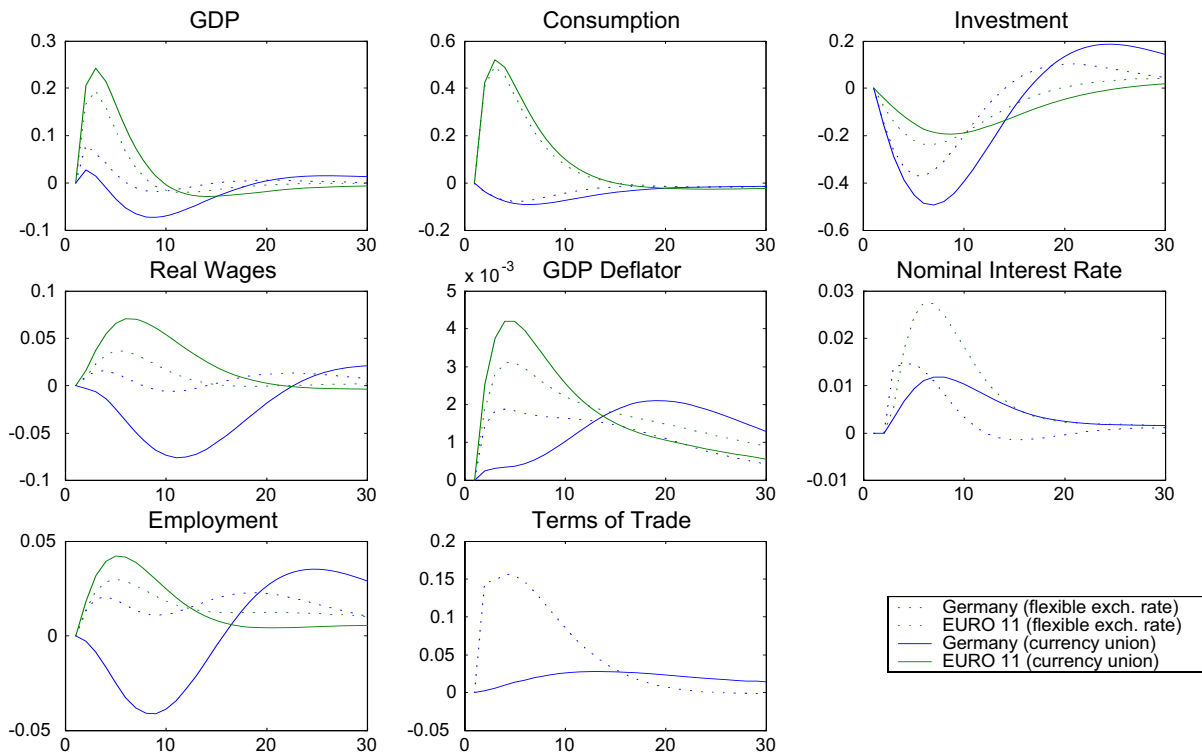 GDP
0.3
0.2
0.1
0
-0.1
0 10 20 30
Consumption
0.6
0.4
0.2
0
0.2
0 10 20 30
Investment
0.2
0
-0.2
-0.4
-0.6
0 10 20 30
Real Wages
0.1
0.05
0
-0.05
-0.1
0 10 20 30
GDP Deflator
x 10-3
5
4
3
2
1
0
0 10 20 30
Nominal Interest Rate
0.03
0.02
0.01
0
-0.01
0 10 20 30
Employment
0.05
0
-0.05
0 10 20 30
Terms of Trade
0.2
0.15
0.1
0.05
0
-0.05
0 10 20 30
Germany (flexible exch. rate)
EURO 11 (flexible exch. rate)
Germany (currency union)
EURO 11 (currency union)